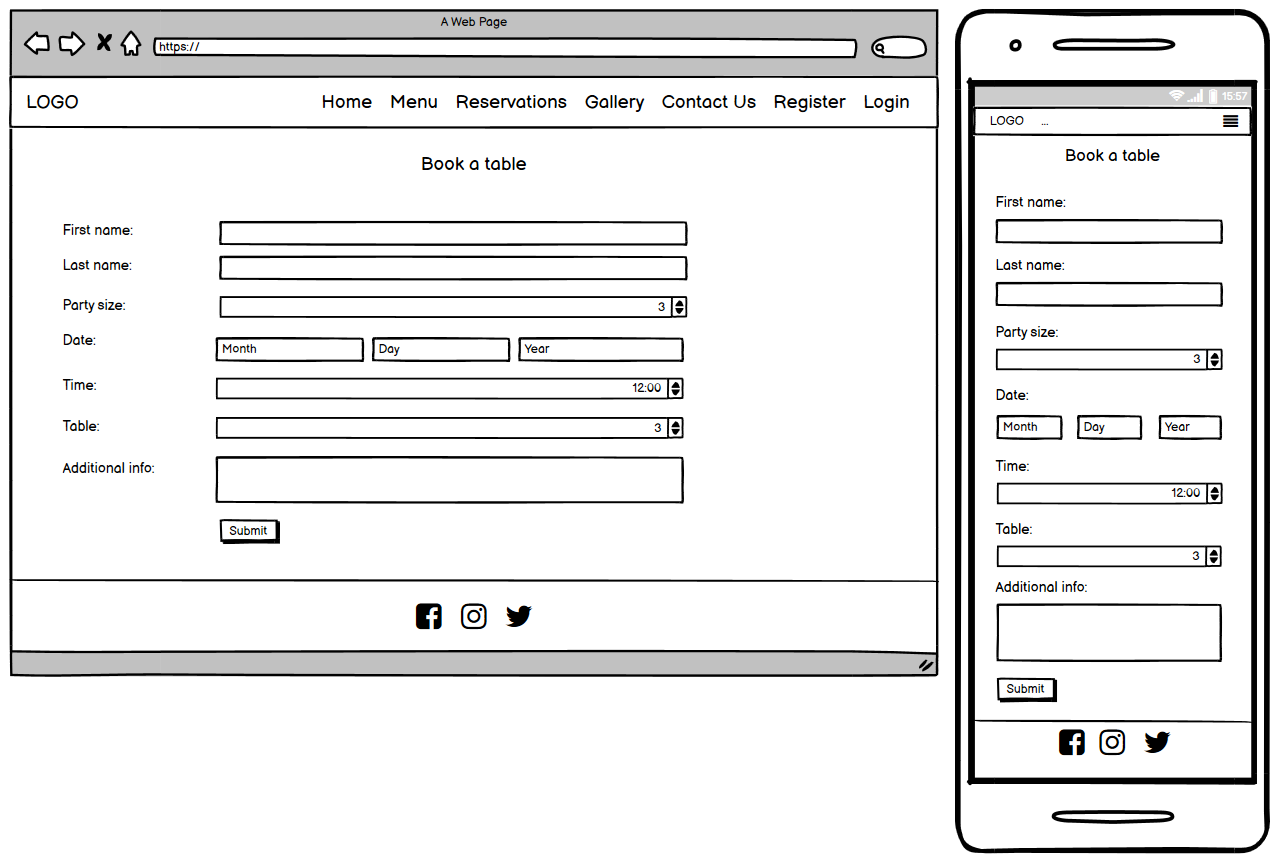 A Web Page
https://
LOGO Home Menu Reservations Gallery Contact Us Register Login
Book a table
First name:
Last name:
Party size: 3
Date: Month Day Year
Time: 12:00
Table: 3
Additional info:
Submit
15:57
LOGO ...
Book a table
First name:
Last name:
Party size:
3
Date:
Month Day Year
Time:
12:00
Table:
3
Additional info:
Submit